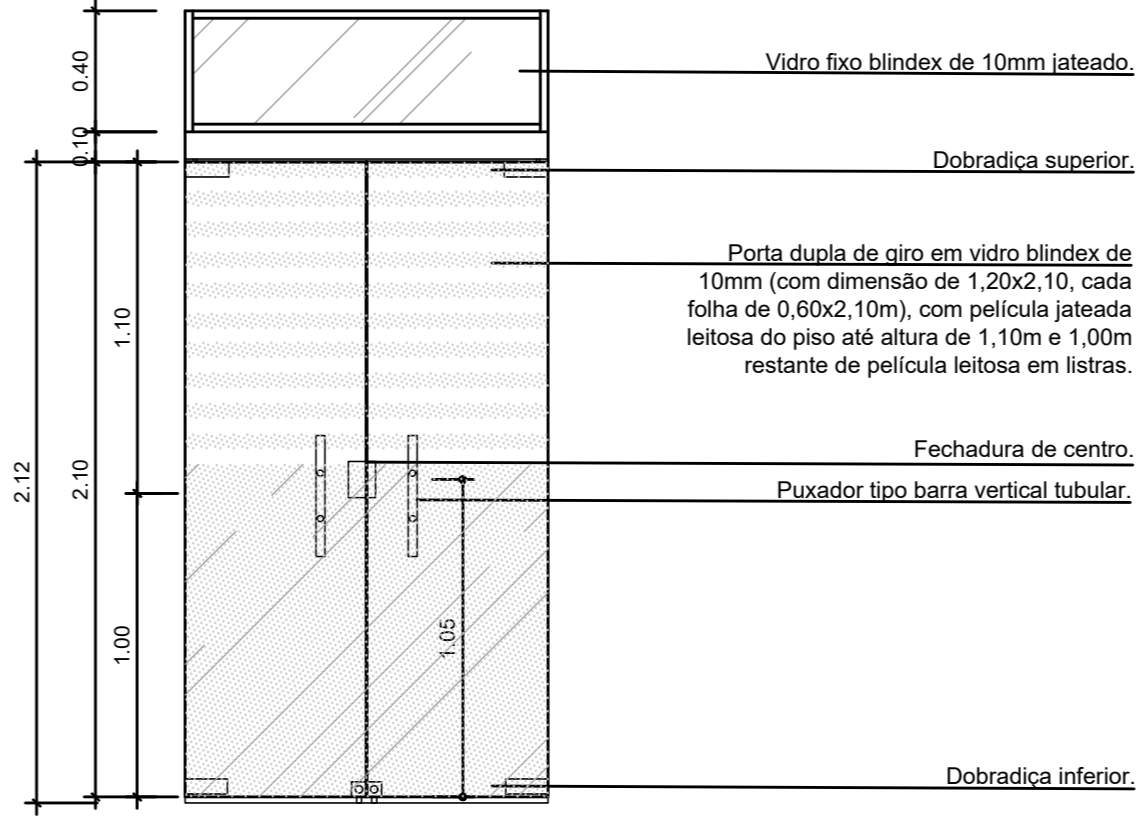 Vidro fixo blindex de 10mm jateado.
Dobradiça superior.
Porta dupla de giro em vidro blindex de
10mm (com dimensão de 1,20x2,10, cada
folha de 0,60x2,10m), com película jateada
leitosa do piso até altura de 1,10m e 1,00m
restante de película leitosa em listras.
Fechadura de centro.
Puxador tipo barra vertical tubular.
Dobradiça inferior.
0.40
0.10
1.10
2.12
2.10
1.00
1.05